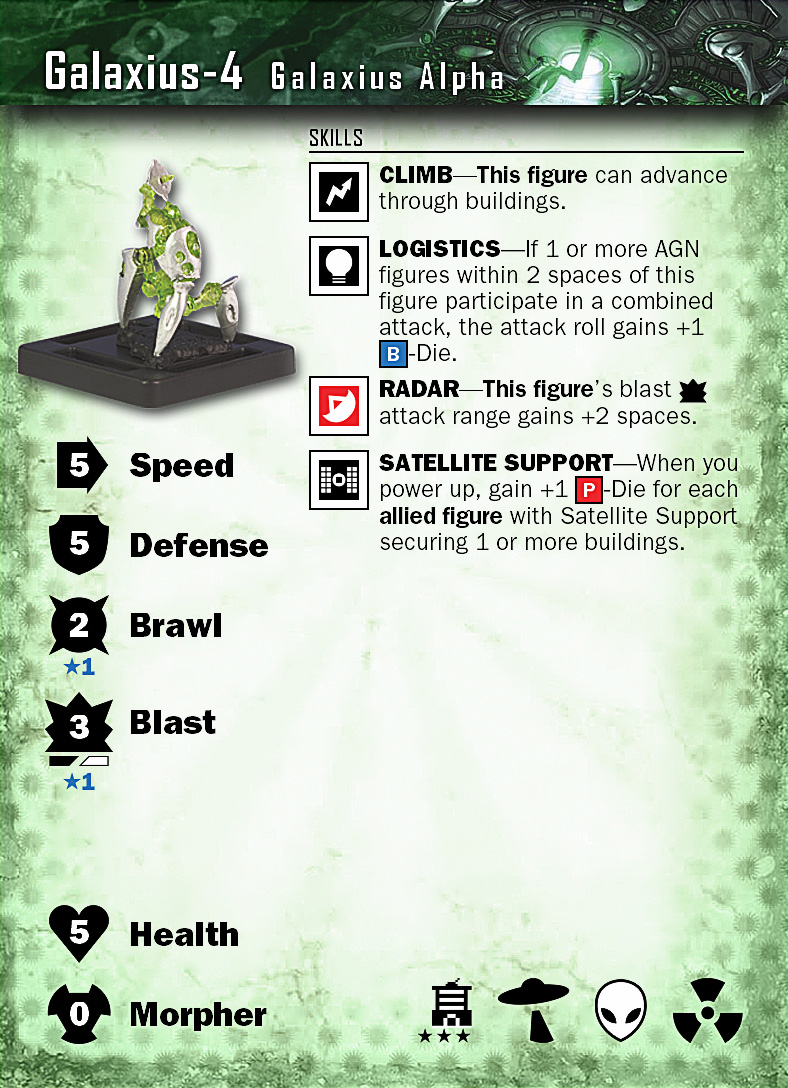 Galaxius-4 Galaxius Alpha
SKILLS
CLIMB—This figure can advance
through buildings.
LOGISTICS—If 1 or more AGN
figures within 2 spaces of this
figure participate in a combined
attack, the attack roll gains +1
B-Die.
RADAR—This figure's blast
attack range gains +2 spaces.
SATELLITE SUPPORT—When you
power up, gain +1 P-Die for each
allied figure with Satellite Support
securing 1 or more buildings.
5 Speed
5 Defense
2 Brawl
★1
3 Blast
★1
5 Health
0 Morpher
★★★